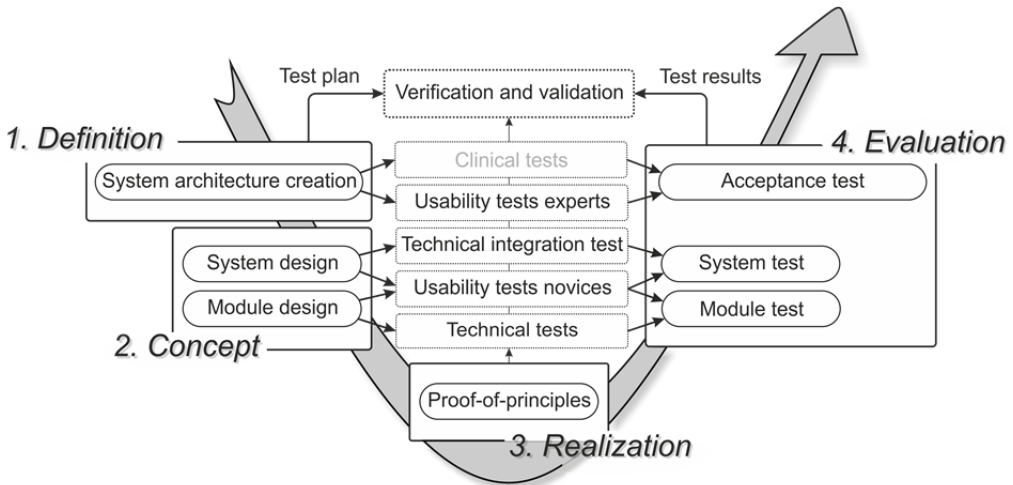 Test plan
Verification and validation
Test results
1. Definition
4. Evaluation
Clinical tests
System architecture creation
Acceptance test
Usability tests experts
Technical integration test
System design
System test
Usability tests novices
Module design
Module test
Technical tests
2. Concept
Proof-of-principles
3. Realization